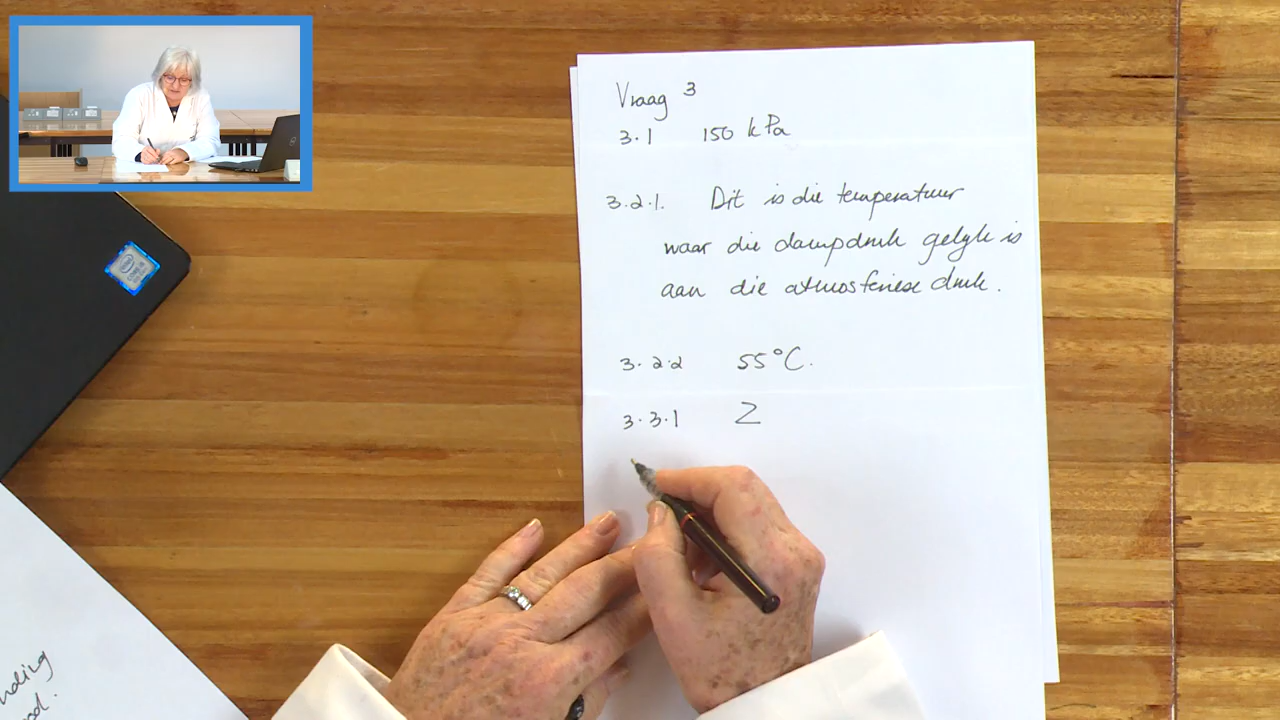 Vraag 3
3.1 150 kPa
3.2.1. Dit is die temperatuur
waar die dampdruk gelyk is
aan die atmosferiese druk.
3.2.2 55°C.
3.3.1 Z